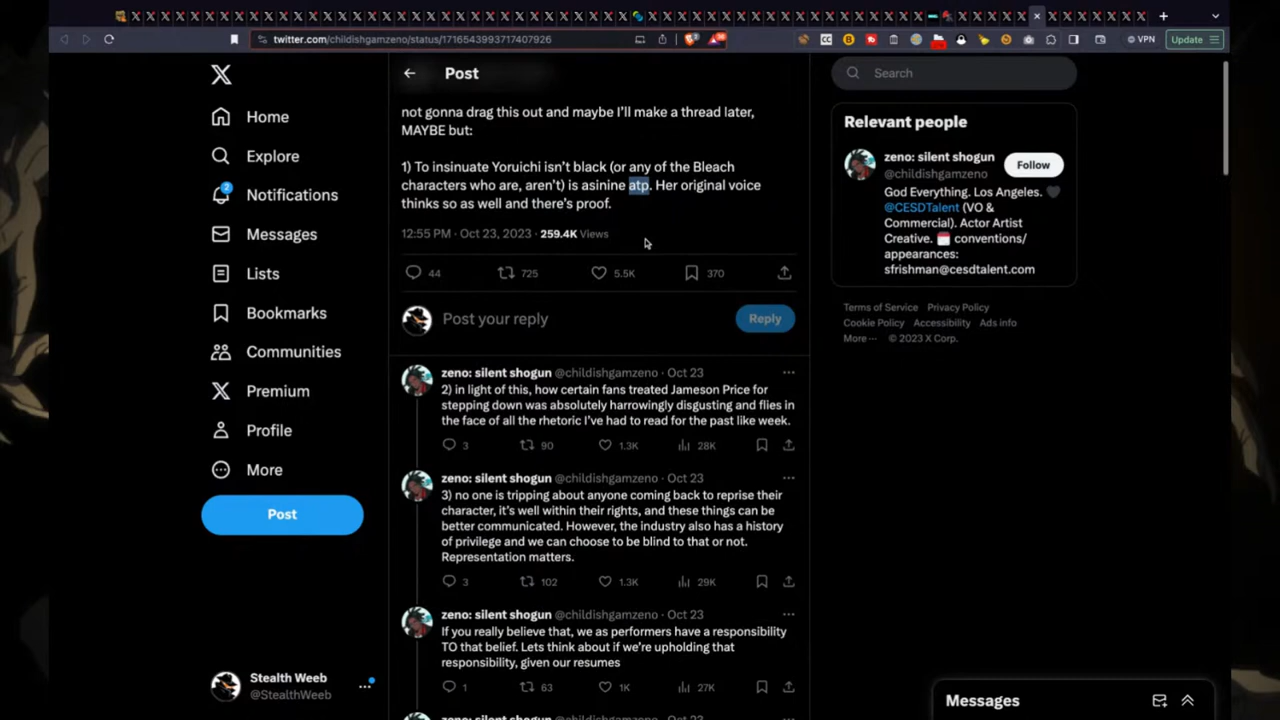 twitter.com/childishgamzeno/status/1716543993717407926
VPN
Update
Home
Explore
2
Notifications
Messages
Lists
Bookmarks
Communities
Premium
Profile
More
Post
Stealth Weeb
@StealthWeeb
Post
not gonna drag this out and maybe I'll make a thread later,
MAYBE but:
1) To insinuate Yoruichi isn't black (or any of the Bleach
characters who are, aren't) is asinine atp. Her original voice
thinks so as well and there's proof.
12:55 PM · Oct 23, 2023 · 259.4K Views
44 725 5.5K 370
Post your reply
Reply
zeno: silent shogun @childishgamzeno · Oct 23
2) in light of this, how certain fans treated Jameson Price for
stepping down was absolutely harrowingly disgusting and flies in
the face of all the rhetoric I've had to read for the past like week.
3 90 1.3K 28K
zeno: silent shogun @childishgamzeno · Oct 23
3) no one is tripping about anyone coming back to reprise their
character, it's well within their rights, and these things can be
better communicated. However, the industry also has a history
of privilege and we can choose to be blind to that or not.
Representation matters.
3 102 1.3K 29K
zeno: silent shogun @childishgamzeno · Oct 23
If you really believe that, we as performers have a responsibility
TO that belief. Lets think about if we're upholding that
responsibility, given our resumes
1 63 1K 27K
zeno: silent shogun @childishgamzeno · Oct 23
Search
Relevant people
zeno: silent shogun
@childishgamzeno
Follow
God Everything. Los Angeles.
@CESDTalent (VO &
Commercial). Actor Artist
Creative. conventions/
appearances:
sfrishman@cesdtalent.com
Terms of Service Privacy Policy
Cookie Policy Accessibility Ads info
More ··· © 2023 X Corp.
Messages